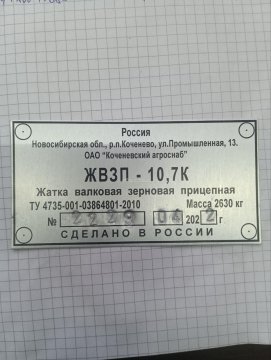 Россия
Новосибирская обл., р.п.Коченево, ул.Промышленная, 13.
ОАО "Коченевский агроснаб"
ЖВЗП - 10,7К
Жатка валковая зерновая прицепная
ТУ 4735-001-03864801-2010 Масса 2630 кг
№ 2229 04 2022 г
СДЕЛАНО В РОССИИ